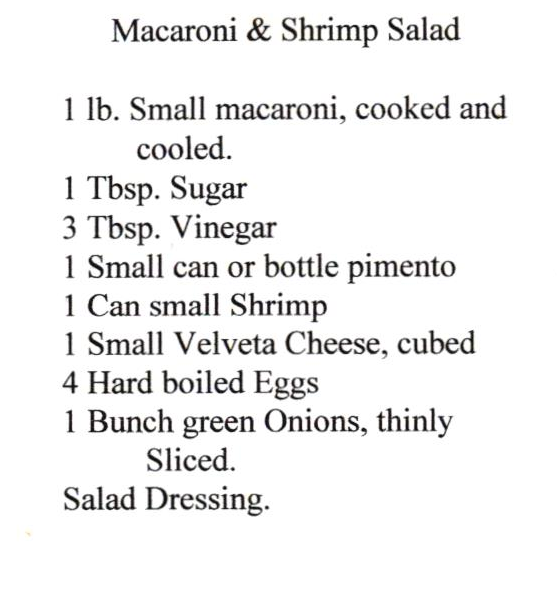 Macaroni & Shrimp Salad
1 lb. Small macaroni, cooked and
cooled.
1 Tbsp. Sugar
3 Tbsp. Vinegar
1 Small can or bottle pimento
1 Can small Shrimp
1 Small Velveta Cheese, cubed
4 Hard boiled Eggs
1 Bunch green Onions, thinly
Sliced.
Salad Dressing.